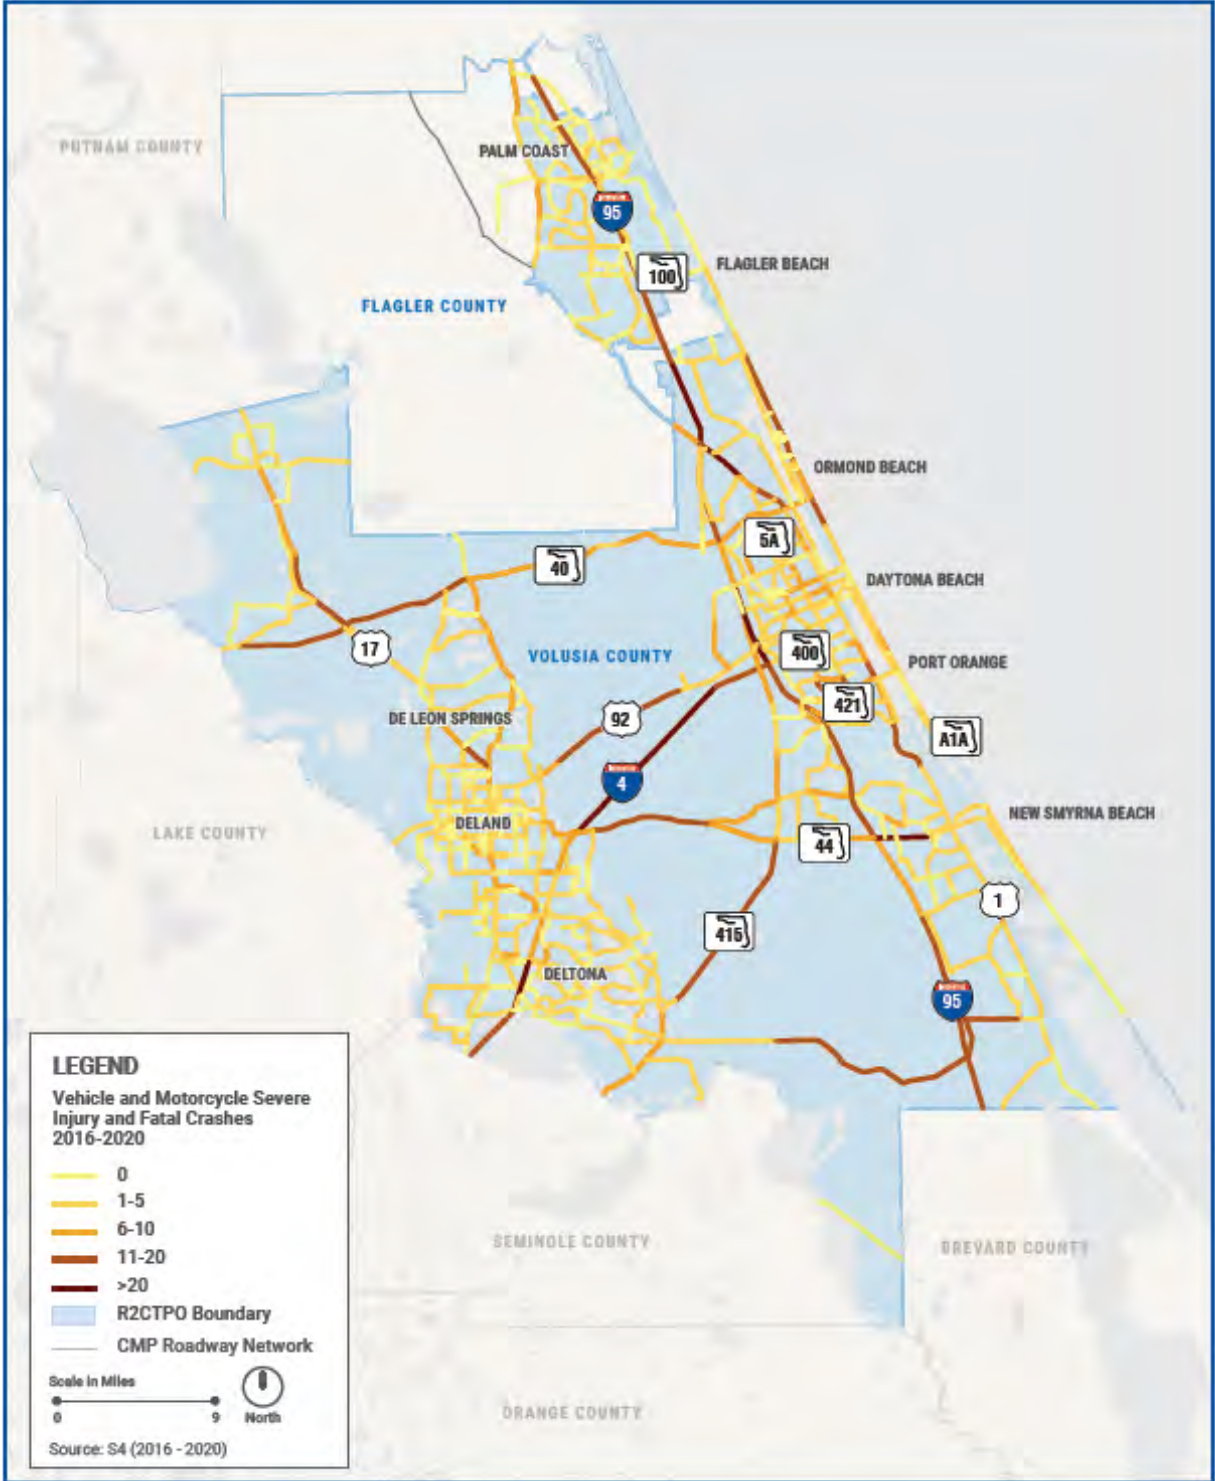 PUTNAM COUNTY
PALM COAST
95
100
FLAGLER BEACH
FLAGLER COUNTY
ORMOND BEACH
5A
40
DAYTONA BEACH
17
VOLUSIA COUNTY
400
PORT ORANGE
421
DE LEON SPRINGS
92
A1A
4
NEW SMYRNA BEACH
LAKE COUNTY
DELAND
44
1
415
DELTONA
95
LEGEND
Vehicle and Motorcycle Severe
Injury and Fatal Crashes
2016-2020
0
1-5
6-10
11-20
>20
R2CTPO Boundary
CMP Roadway Network
Scale in Miles
0 9 North
Source: S4 (2016 - 2020)
SEMINOLE COUNTY
BREVARD COUNTY
ORANGE COUNTY